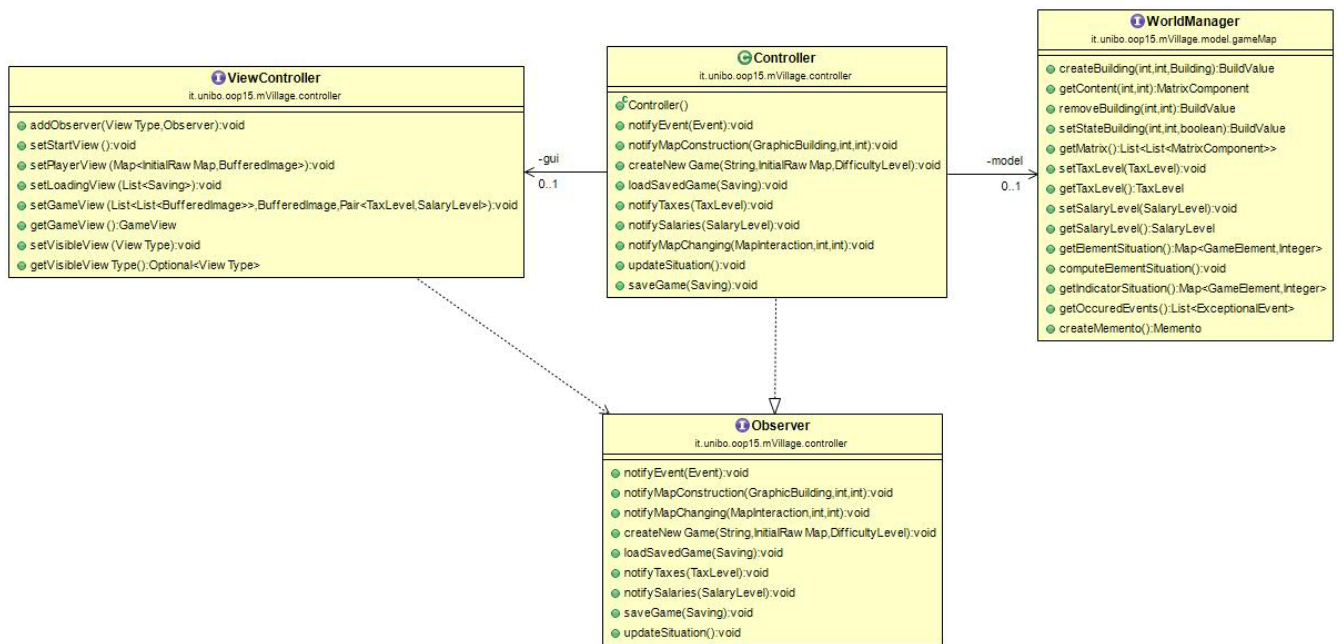 ViewController
it.unibo.oop15.mVillage.controller
addObserver(View Type,Observer):void
setStartView ():void
setPlayerView (Map<InitialRaw Map,BufferedImage>):void
setLoadingView (List<Saving>):void
setGameView (List<List<BufferedImage>>,BufferedImage,Pair<TaxLevel,SalaryLevel>):void
getGameView ():GameView
setVisibleView (View Type):void
getVisibleView Type():Optional<View Type>
-gui
0..1
Controller
it.unibo.oop15.mVillage.controller
Controller()
notifyEvent(Event):void
notifyMapConstruction(GraphicBuilding,int,int):void
createNew Game(String,InitialRaw Map,DifficultyLevel):void
loadSavedGame(Saving):void
notifyTaxes(TaxLevel):void
notifySalaries(SalaryLevel):void
notifyMapChanging(MapInteraction,int,int):void
updateSituation():void
saveGame(Saving):void
-model
0..1
WorldManager
it.unibo.oop15.mVillage.model.gameMap
createBuilding(int,int,Building):BuildValue
getContent(int,int):MatrixComponent
removeBuilding(int,int):BuildValue
setStateBuilding(int,int,boolean):BuildValue
getMatrix():List<List<MatrixComponent>>
setTaxLevel(TaxLevel):void
getTaxLevel():TaxLevel
setSalaryLevel(SalaryLevel):void
getSalaryLevel():SalaryLevel
getElementSituation():Map<GameElement,Integer>
computeElementSituation():void
getIndicatorSituation():Map<GameElement,Integer>
getOccuredEvents():List<ExceptionalEvent>
createMemento():Memento
Observer
it.unibo.oop15.mVillage.controller
notifyEvent(Event):void
notifyMapConstruction(GraphicBuilding,int,int):void
notifyMapChanging(MapInteraction,int,int):void
createNew Game(String,InitialRaw Map,DifficultyLevel):void
loadSavedGame(Saving):void
notifyTaxes(TaxLevel):void
notifySalaries(SalaryLevel):void
saveGame(Saving):void
updateSituation():void